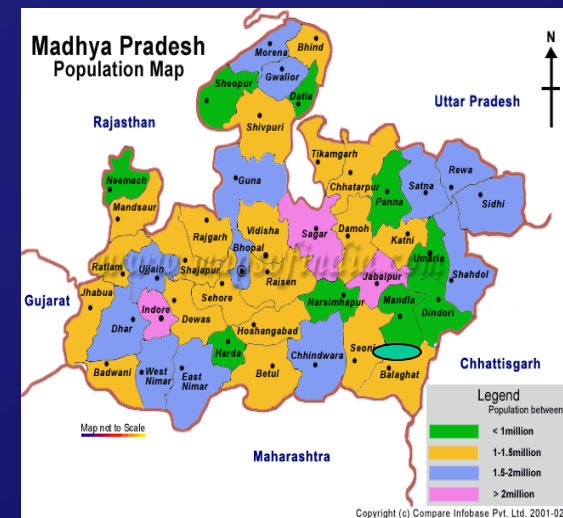 Madhya Pradesh
Population Map
N
Morena
Bhind
Gwalior
Sheopur
Datia
Uttar Pradesh
Rajasthan
Shivpuri
Tikamgarh
Neemach
Guna
Chhatarpur
Panna
Satna
Rewa
Sidhi
Mandsaur
Rajgarh
Vidisha
Sagar
Damoh
Katni
Umaria
Bhopal
www.mapsofindia.com
Ratlam
Ujjain
Shajapur
Raisen
Jabalpur
Shahdol
Gujarat
Jhabua
Sehore
Narsimhapur
Mandla
Dindori
Indore
Dewas
Dhar
Hoshangabad
Harda
Chhindwara
Seoni
Chhattisgarh
Badwani
West
Nimar
East
Nimar
Betul
Balaghat
Map not to Scale
Maharashtra
Legend
Population between
< 1million
1-1.5million
1.5-2million
> 2million
Copyright (c) Compare Infobase Pvt. Ltd. 2001-02